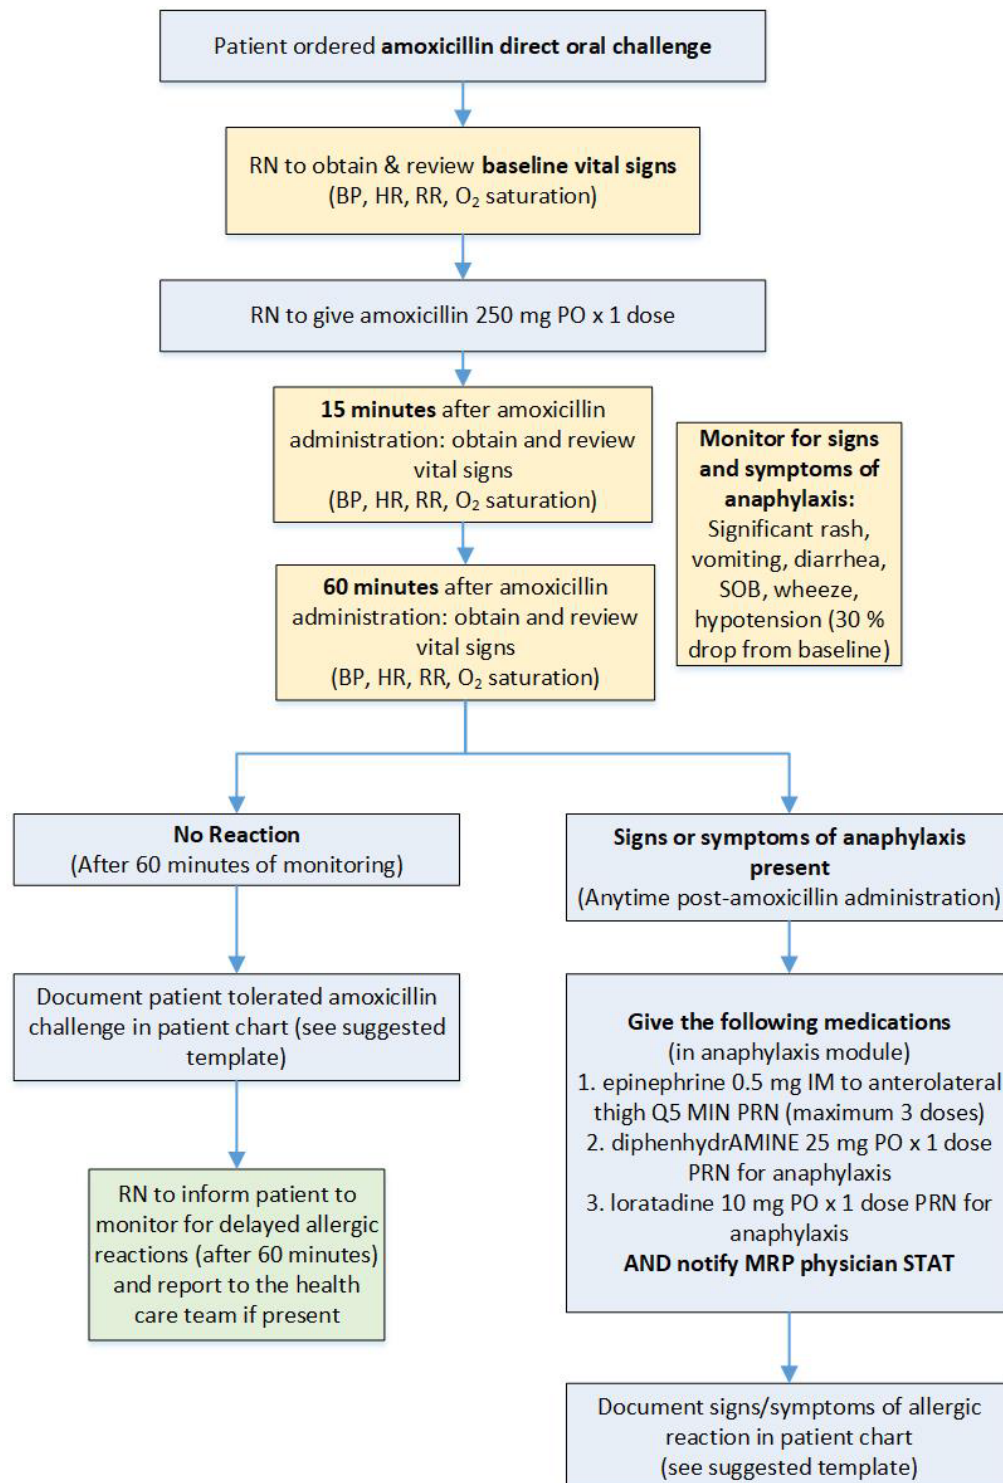 Patient ordered amoxicillin direct oral challenge
RN to obtain & review baseline vital signs
(BP, HR, RR, O₂ saturation)
RN to give amoxicillin 250 mg PO x 1 dose
15 minutes after amoxicillin
administration: obtain and review
vital signs
(BP, HR, RR, O₂ saturation)
Monitor for signs
and symptoms of
anaphylaxis:
Significant rash,
vomiting, diarrhea,
SOB, wheeze,
hypotension (30 %
drop from baseline)
60 minutes after amoxicillin
administration: obtain and review
vital signs
(BP, HR, RR, O₂ saturation)
No Reaction
(After 60 minutes of monitoring)
Document patient tolerated amoxicillin
challenge in patient chart (see suggested
template)
RN to inform patient to
monitor for delayed allergic
reactions (after 60 minutes)
and report to the health
care team if present
Signs or symptoms of anaphylaxis
present
(Anytime post-amoxicillin administration)
Give the following medications
(in anaphylaxis module)
1. epinephrine 0.5 mg IM to anterolateral
thigh Q5 MIN PRN (maximum 3 doses)
2. diphenhydrAMINE 25 mg PO x 1 dose
PRN for anaphylaxis
3. loratadine 10 mg PO x 1 dose PRN for
anaphylaxis
AND notify MRP physician STAT
Document signs/symptoms of allergic
reaction in patient chart
(see suggested template)